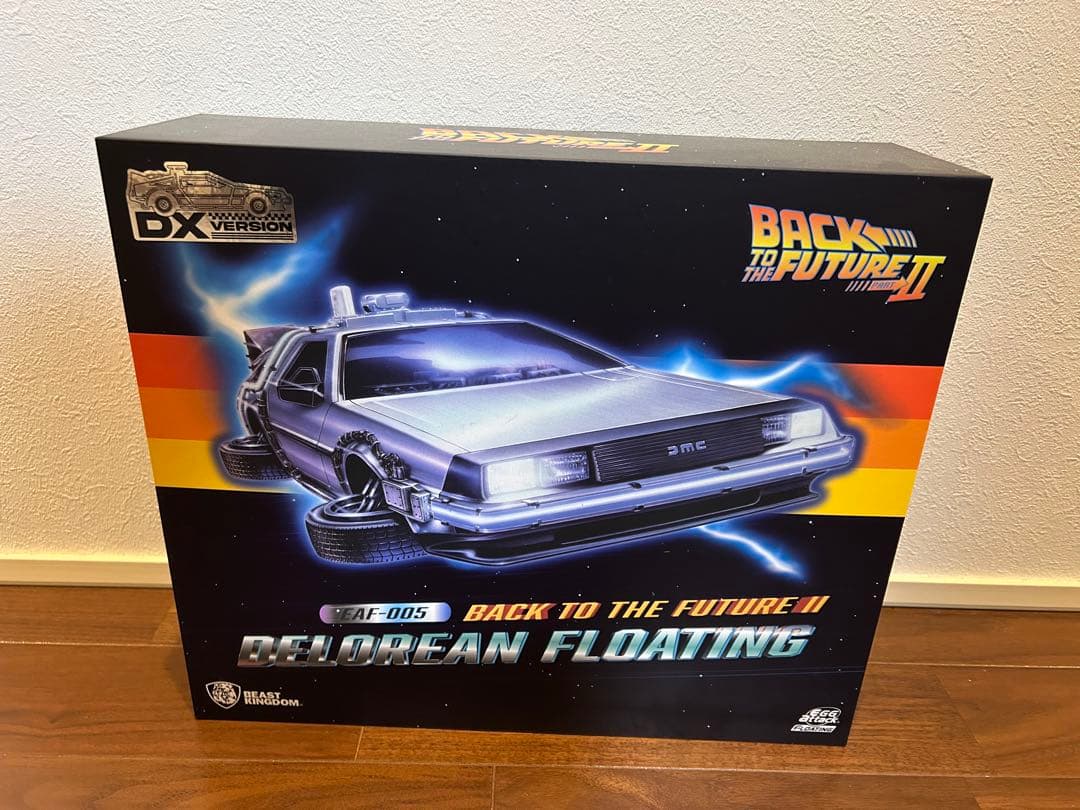 BACK TO THE FUTURE II
DX VERSION
BACK
TO THE FUTURE
PART II
DMC
EAF-005
BACK TO THE FUTURE II
DELOREAN FLOATING
BEAST
KINGDOM
EGG
attack
FLOATING